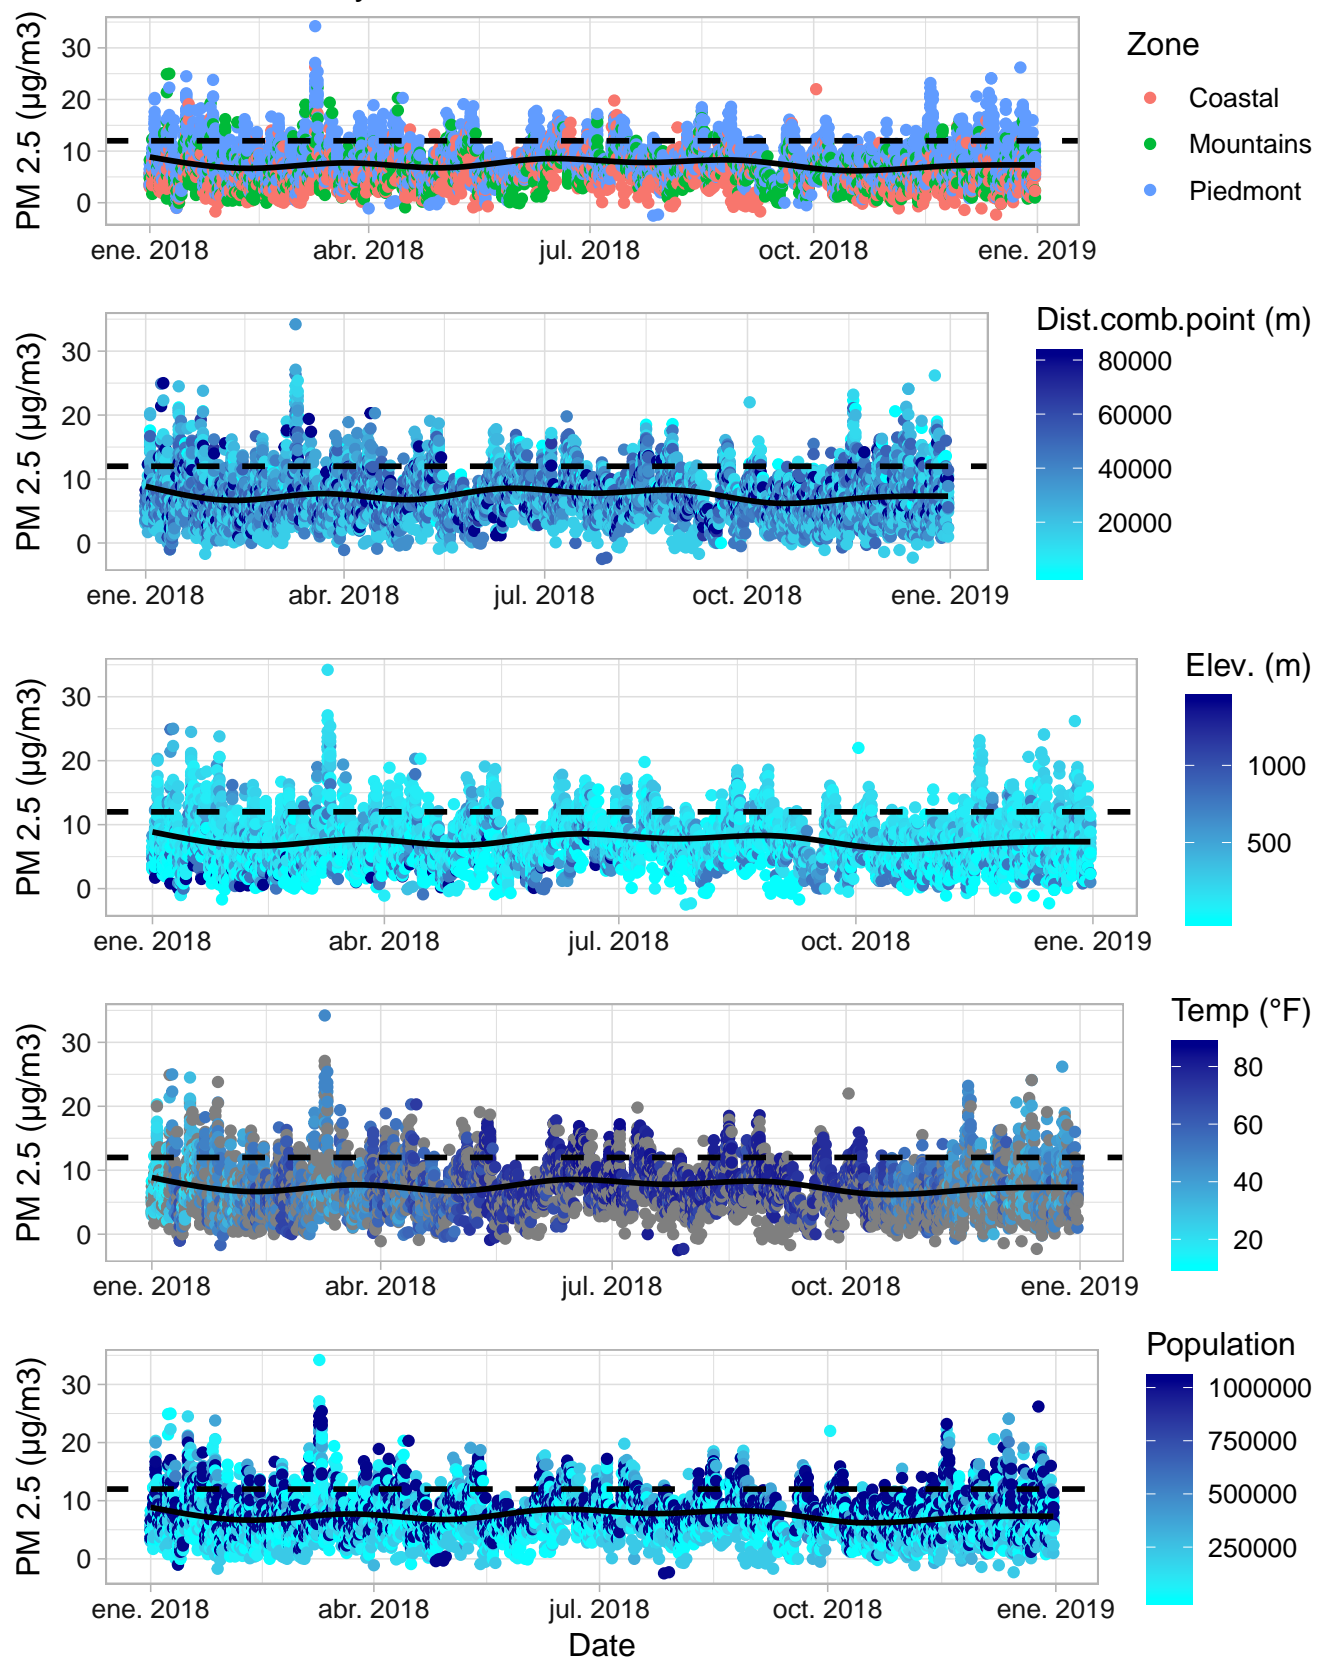 PM 2.5 (µg/m3)
30
20
10
0
ene. 2018
abr. 2018
jul. 2018
oct. 2018
ene. 2019
Zone
Coastal
Mountains
Piedmont
PM 2.5 (µg/m3)
30
20
10
0
ene. 2018
abr. 2018
jul. 2018
oct. 2018
ene. 2019
Dist.comb.point (m)
80000
60000
40000
20000
PM 2.5 (µg/m3)
30
20
10
0
ene. 2018
abr. 2018
jul. 2018
oct. 2018
ene. 2019
Elev. (m)
1000
500
PM 2.5 (µg/m3)
30
20
10
0
ene. 2018
abr. 2018
jul. 2018
oct. 2018
ene. 2019
Temp (°F)
80
60
40
20
PM 2.5 (µg/m3)
30
20
10
0
ene. 2018
abr. 2018
jul. 2018
oct. 2018
ene. 2019
Date
Population
1000000
750000
500000
250000